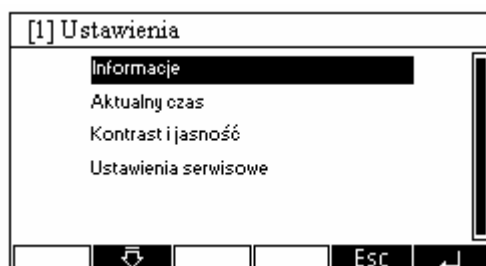 [1] Ustawienia
Informacje
Aktualny czas
Kontrast i jasność
Ustawienia serwisowe
Esc